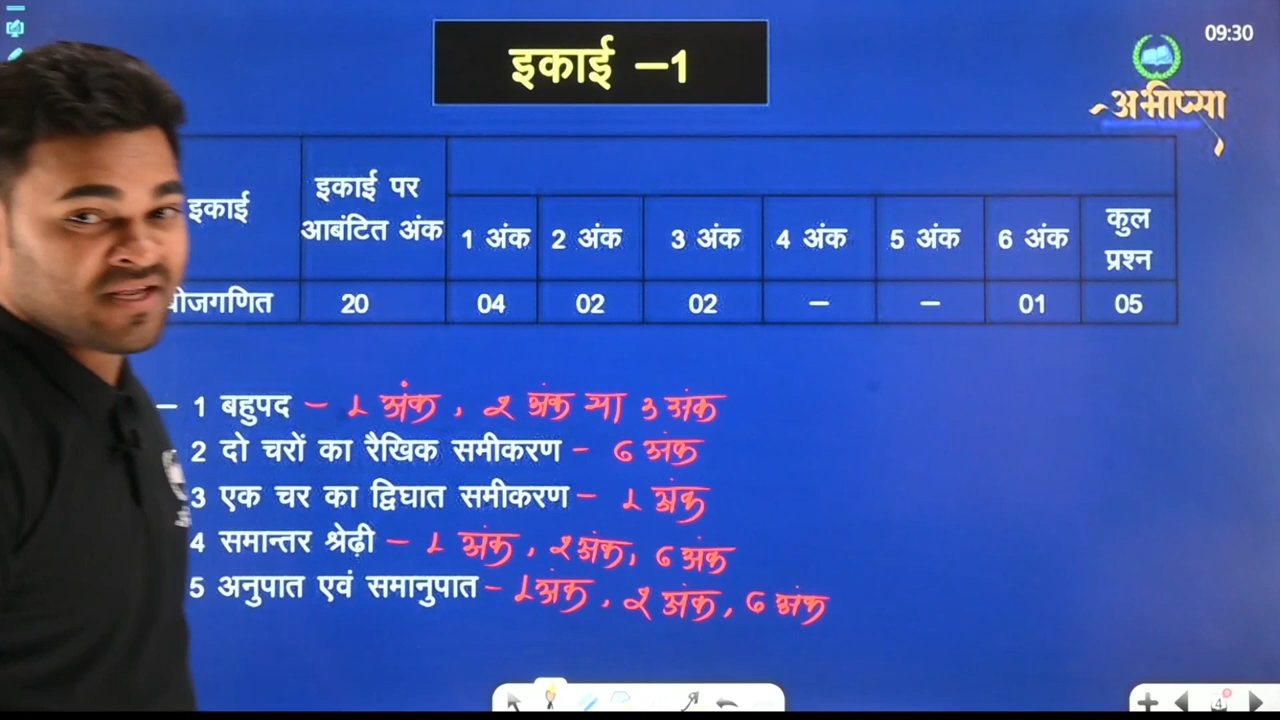 इकाई –1
09:30
अभीप्सा
इकाई
इकाई पर आबंटित अंक
1 अंक 2 अंक 3 अंक 4 अंक 5 अंक 6 अंक कुल प्रश्न
बीजगणित 20 04 02 02 – – 01 05
– 1 बहुपद – 1 अंक, 2 अंक या 3 अंक
2 दो चरों का रैखिक समीकरण – 6 अंक
3 एक चर का द्विघात समीकरण – 1 अंक
4 समान्तर श्रेढ़ी – 1 अंक, 2 अंक, 6 अंक
5 अनुपात एवं समानुपात – 1 अंक, 2 अंक, 6 अंक
4